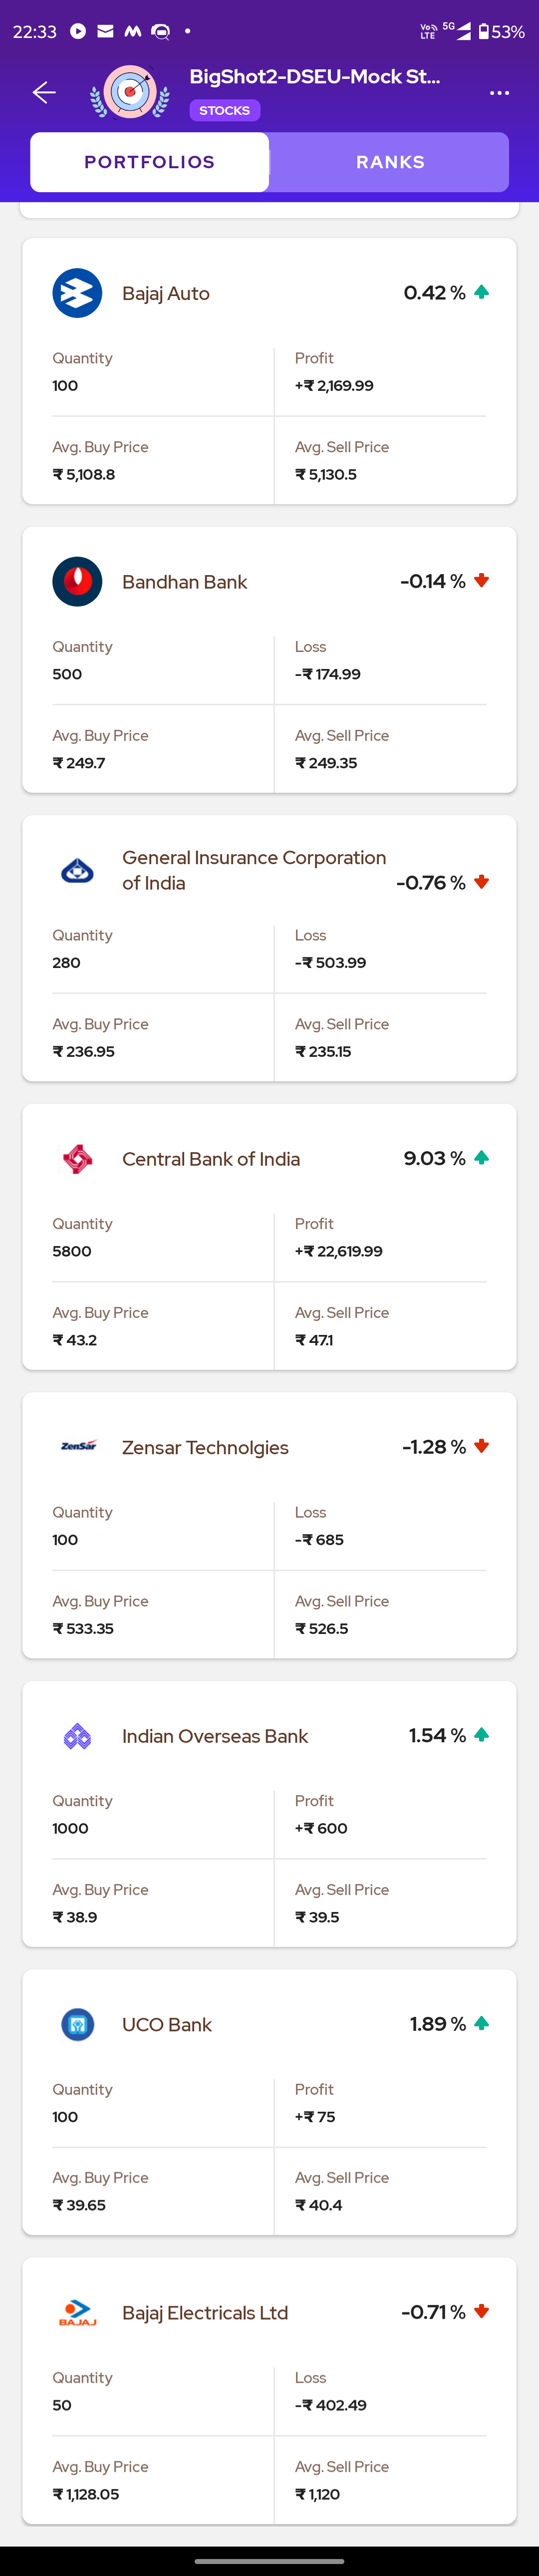 22:33 Vo LTE 5G 53%
BigShot2-DSEU-Mock St...
STOCKS
PORTFOLIOS RANKS
Bajaj Auto 0.42 %
Quantity Profit
100 +₹ 2,169.99
Avg. Buy Price Avg. Sell Price
₹ 5,108.8 ₹ 5,130.5
Bandhan Bank -0.14 %
Quantity Loss
500 -₹ 174.99
Avg. Buy Price Avg. Sell Price
₹ 249.7 ₹ 249.35
General Insurance Corporation
of India -0.76 %
Quantity Loss
280 -₹ 503.99
Avg. Buy Price Avg. Sell Price
₹ 236.95 ₹ 235.15
Central Bank of India 9.03 %
Quantity Profit
5800 +₹ 22,619.99
Avg. Buy Price Avg. Sell Price
₹ 43.2 ₹ 47.1
ZenSar Zensar Technolgies -1.28 %
Quantity Loss
100 -₹ 685
Avg. Buy Price Avg. Sell Price
₹ 533.35 ₹ 526.5
Indian Overseas Bank 1.54 %
Quantity Profit
1000 +₹ 600
Avg. Buy Price Avg. Sell Price
₹ 38.9 ₹ 39.5
UCO Bank 1.89 %
Quantity Profit
100 +₹ 75
Avg. Buy Price Avg. Sell Price
₹ 39.65 ₹ 40.4
BAJAJ Bajaj Electricals Ltd -0.71 %
Quantity Loss
50 -₹ 402.49
Avg. Buy Price Avg. Sell Price
₹ 1,128.05 ₹ 1,120